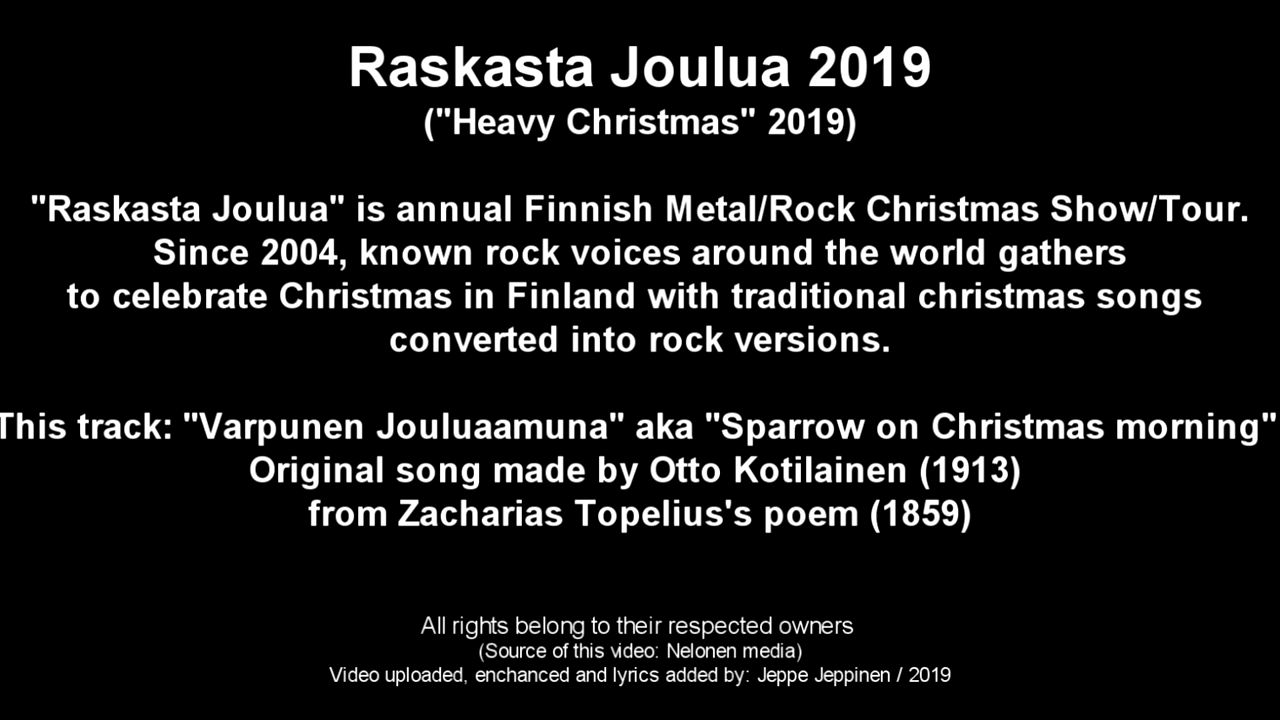 Raskasta Joulua 2019
("Heavy Christmas" 2019)
"Raskasta Joulua" is annual Finnish Metal/Rock Christmas Show/Tour.
Since 2004, known rock voices around the world gathers
to celebrate Christmas in Finland with traditional christmas songs
converted into rock versions.
This track: "Varpunen Jouluaamuna" aka "Sparrow on Christmas morning"
Original song made by Otto Kotilainen (1913)
from Zacharias Topelius's poem (1859)
All rights belong to their respected owners
(Source of this video: Nelonen media)
Video uploaded, enchanced and lyrics added by: Jeppe Jeppinen / 2019